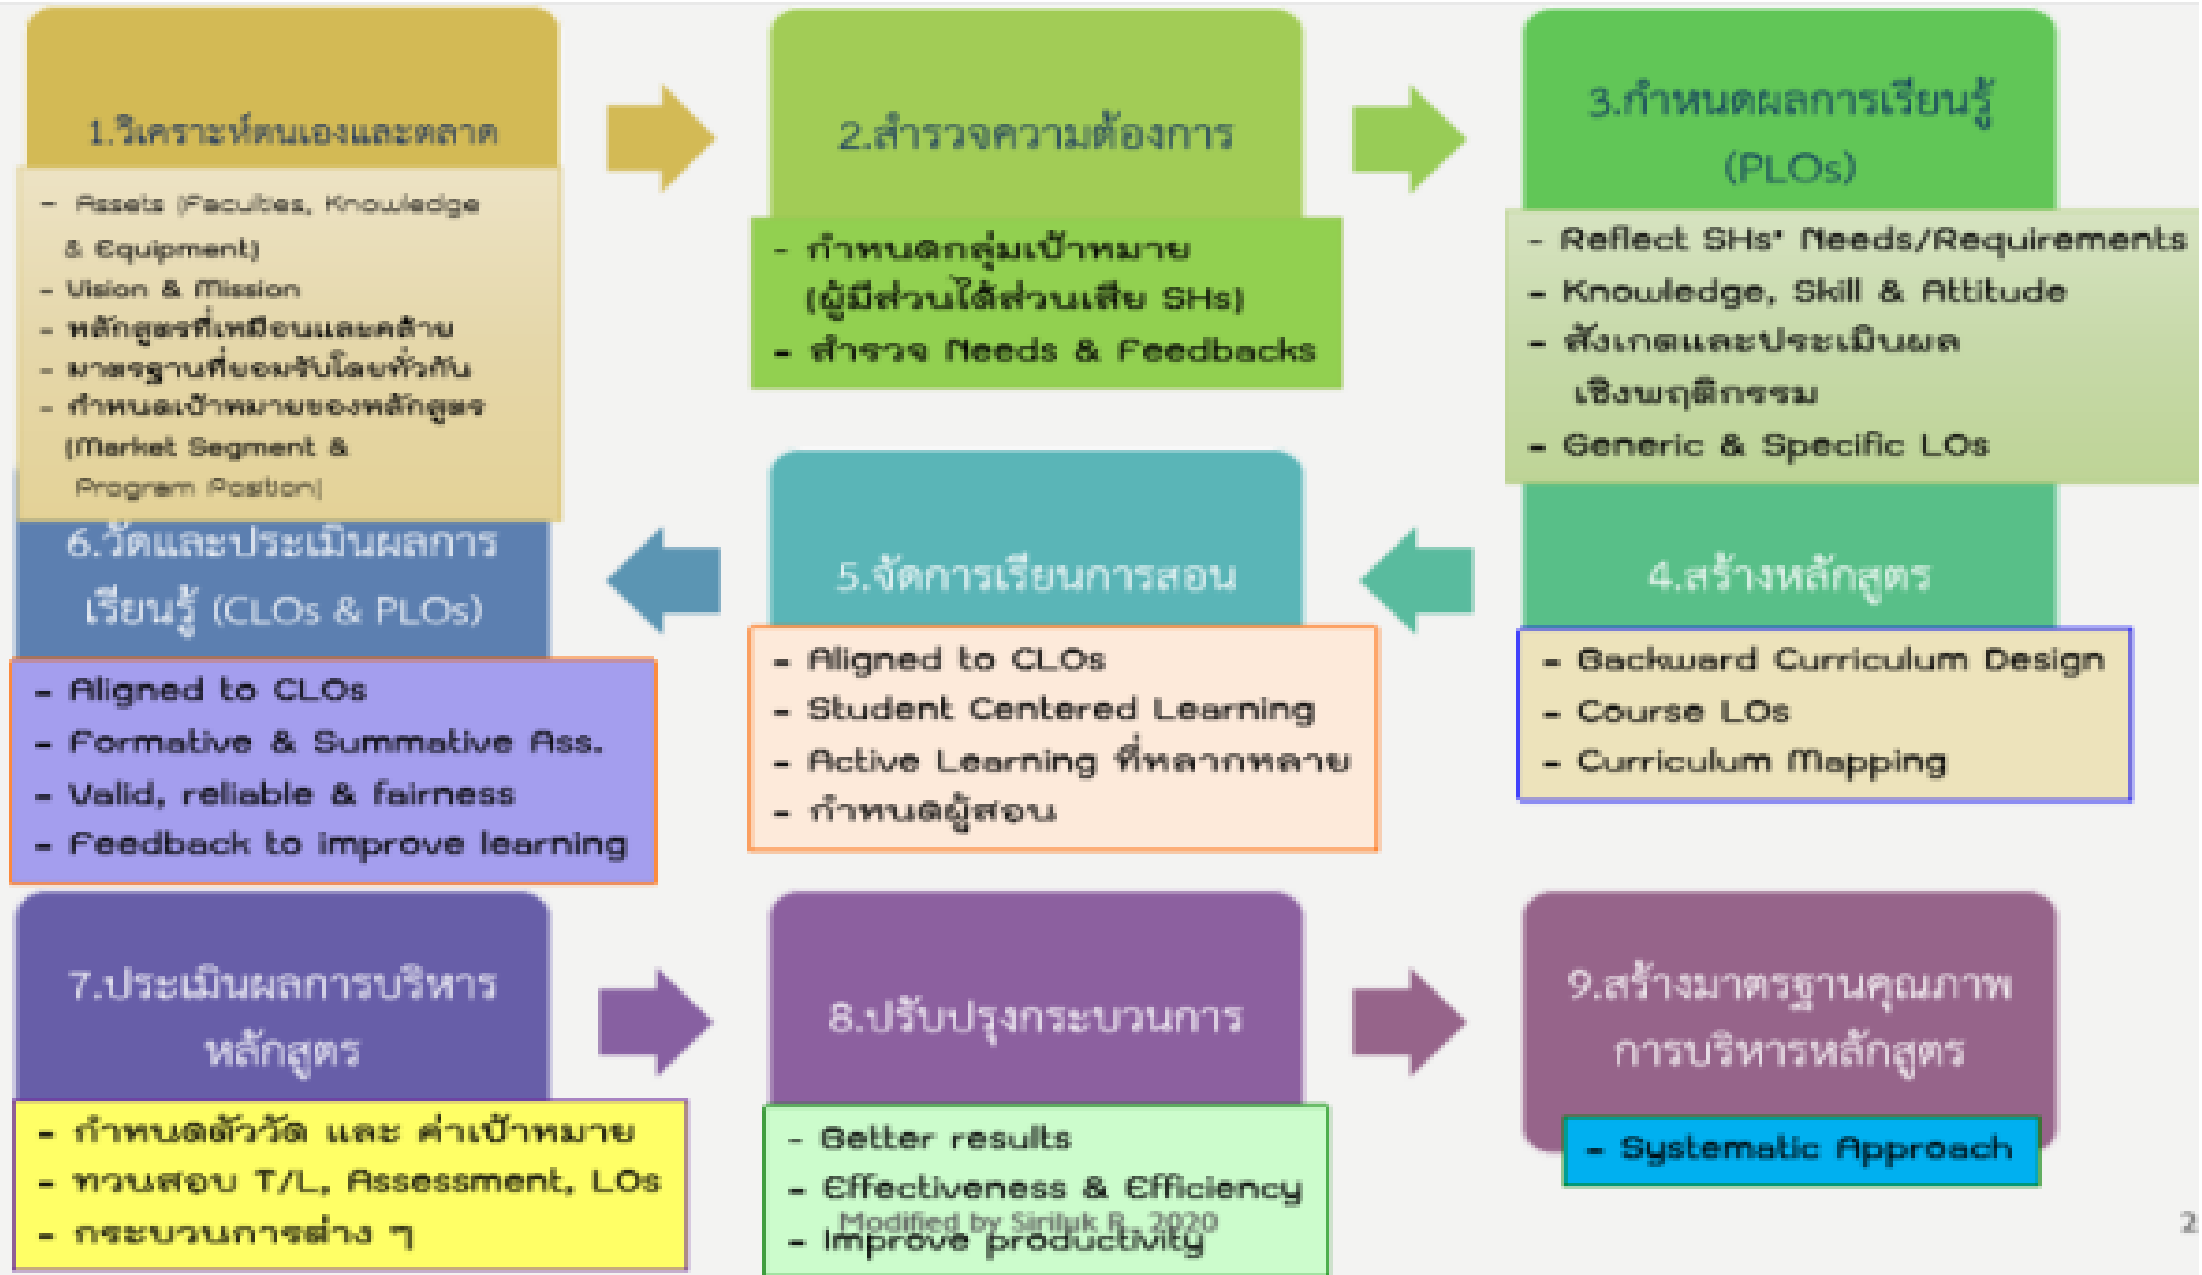 1.วิเคราะห์ตนเองและตลาด
- Assets (Faculties, Knowledge
& Equipment)
- Vision & Mission
- หลักสูตรที่เหมือนและคล้าย
- มาตรฐานที่ยอมรับโดยทั่วกัน
- กำหนดเป้าหมายของหลักสูตร
(Market Segment &
Program Position)
2.สำรวจความต้องการ
- กำหนดกลุ่มเป้าหมาย
(ผู้มีส่วนได้ส่วนเสีย SHs)
- สำรวจ Needs & Feedbacks
3.กำหนดผลการเรียนรู้
(PLOs)
- Reflect SHs' Needs/Requirements
- Knowledge, Skill & Attitude
- สังเกตและประเมินผล
เชิงพฤติกรรม
- Generic & Specific LOs
4.สร้างหลักสูตร
- Backward Curriculum Design
- Course LOs
- Curriculum Mapping
5.จัดการเรียนการสอน
- Aligned to CLOs
- Student Centered Learning
- Active Learning ที่หลากหลาย
- กำหนดผู้สอน
6.วัดและประเมินผลการ
เรียนรู้ (CLOs & PLOs)
- Aligned to CLOs
- Formative & Summative Ass.
- Valid, reliable & fairness
- Feedback to improve learning
7.ประเมินผลการบริหาร
หลักสูตร
- กำหนดตัววัด และ ค่าเป้าหมาย
- ทวนสอบ T/L, Assessment, LOs
- กระบวนการต่าง ๆ
8.ปรับปรุงกระบวนการ
- Better results
- Effectiveness & Efficiency
Modified by Siriluk R., 2020
- Improve productivity
9.สร้างมาตรฐานคุณภาพ
การบริหารหลักสูตร
- Systematic Approach